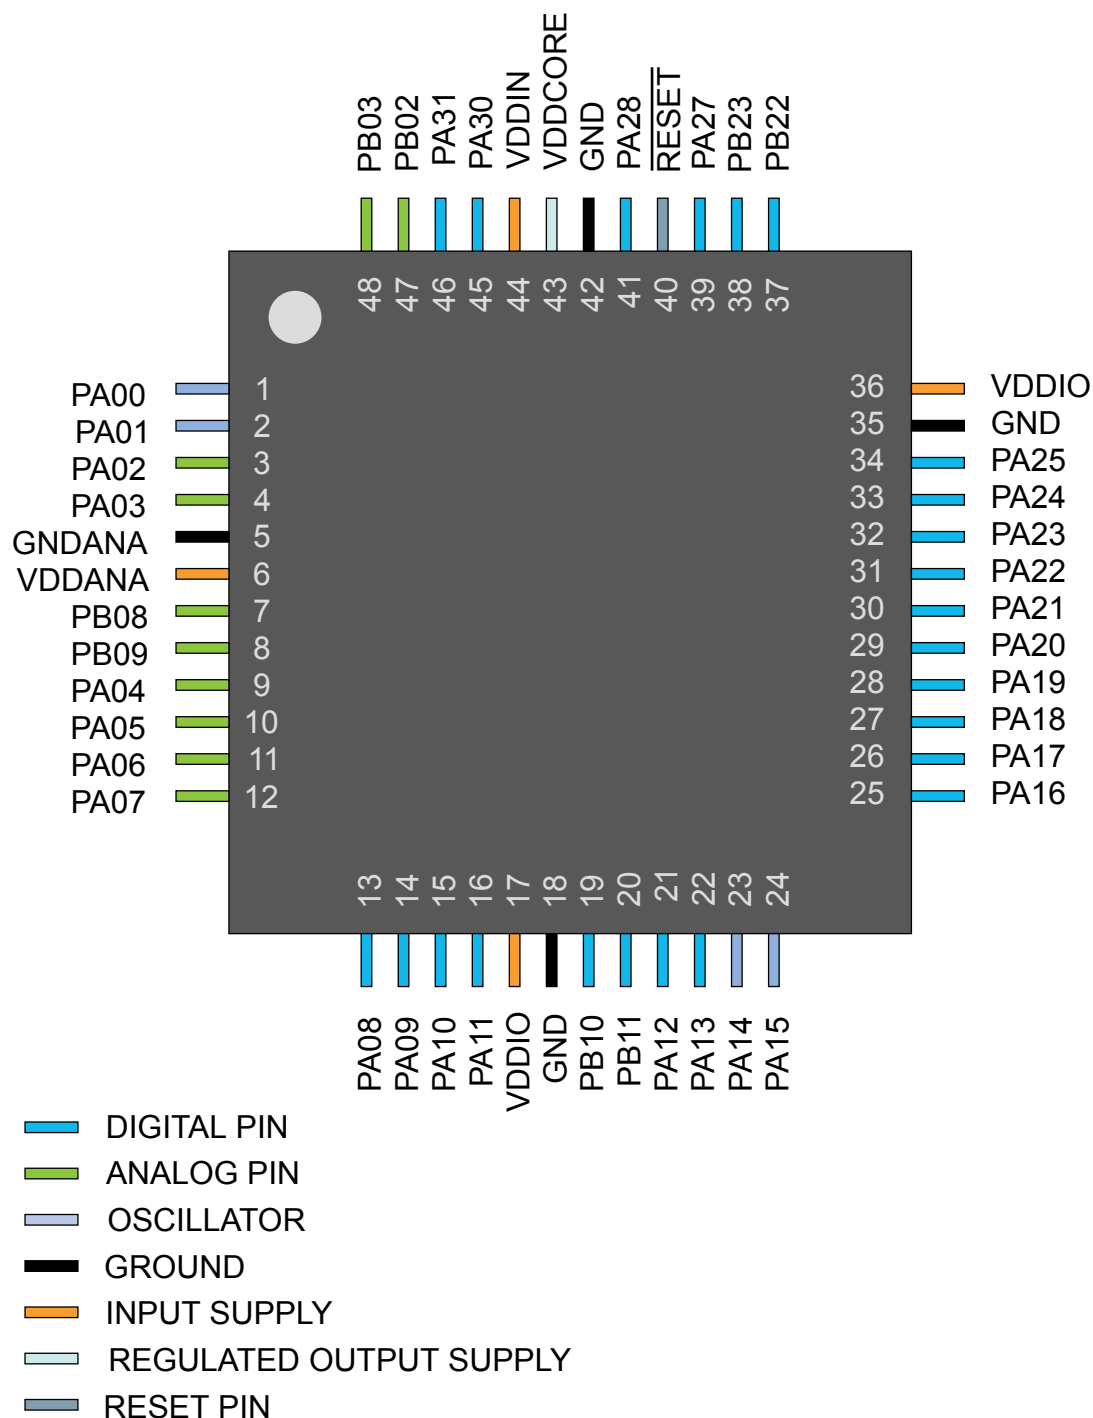 PB03
PB02
PA31
PA30
VDDIN
VDDCORE
GND
PA28
RESET
PA27
PB23
PB22
48
47
46
45
44
43
42
41
40
39
38
37
PA00 1
PA01 2
PA02 3
PA03 4
GNDANA 5
VDDANA 6
PB08 7
PB09 8
PA04 9
PA05 10
PA06 11
PA07 12
36 VDDIO
35 GND
34 PA25
33 PA24
32 PA23
31 PA22
30 PA21
29 PA20
28 PA19
27 PA18
26 PA17
25 PA16
13
14
15
16
17
18
19
20
21
22
23
24
PA08
PA09
PA10
PA11
VDDIO
GND
PB10
PB11
PA12
PA13
PA14
PA15
DIGITAL PIN
ANALOG PIN
OSCILLATOR
GROUND
INPUT SUPPLY
REGULATED OUTPUT SUPPLY
RESET PIN